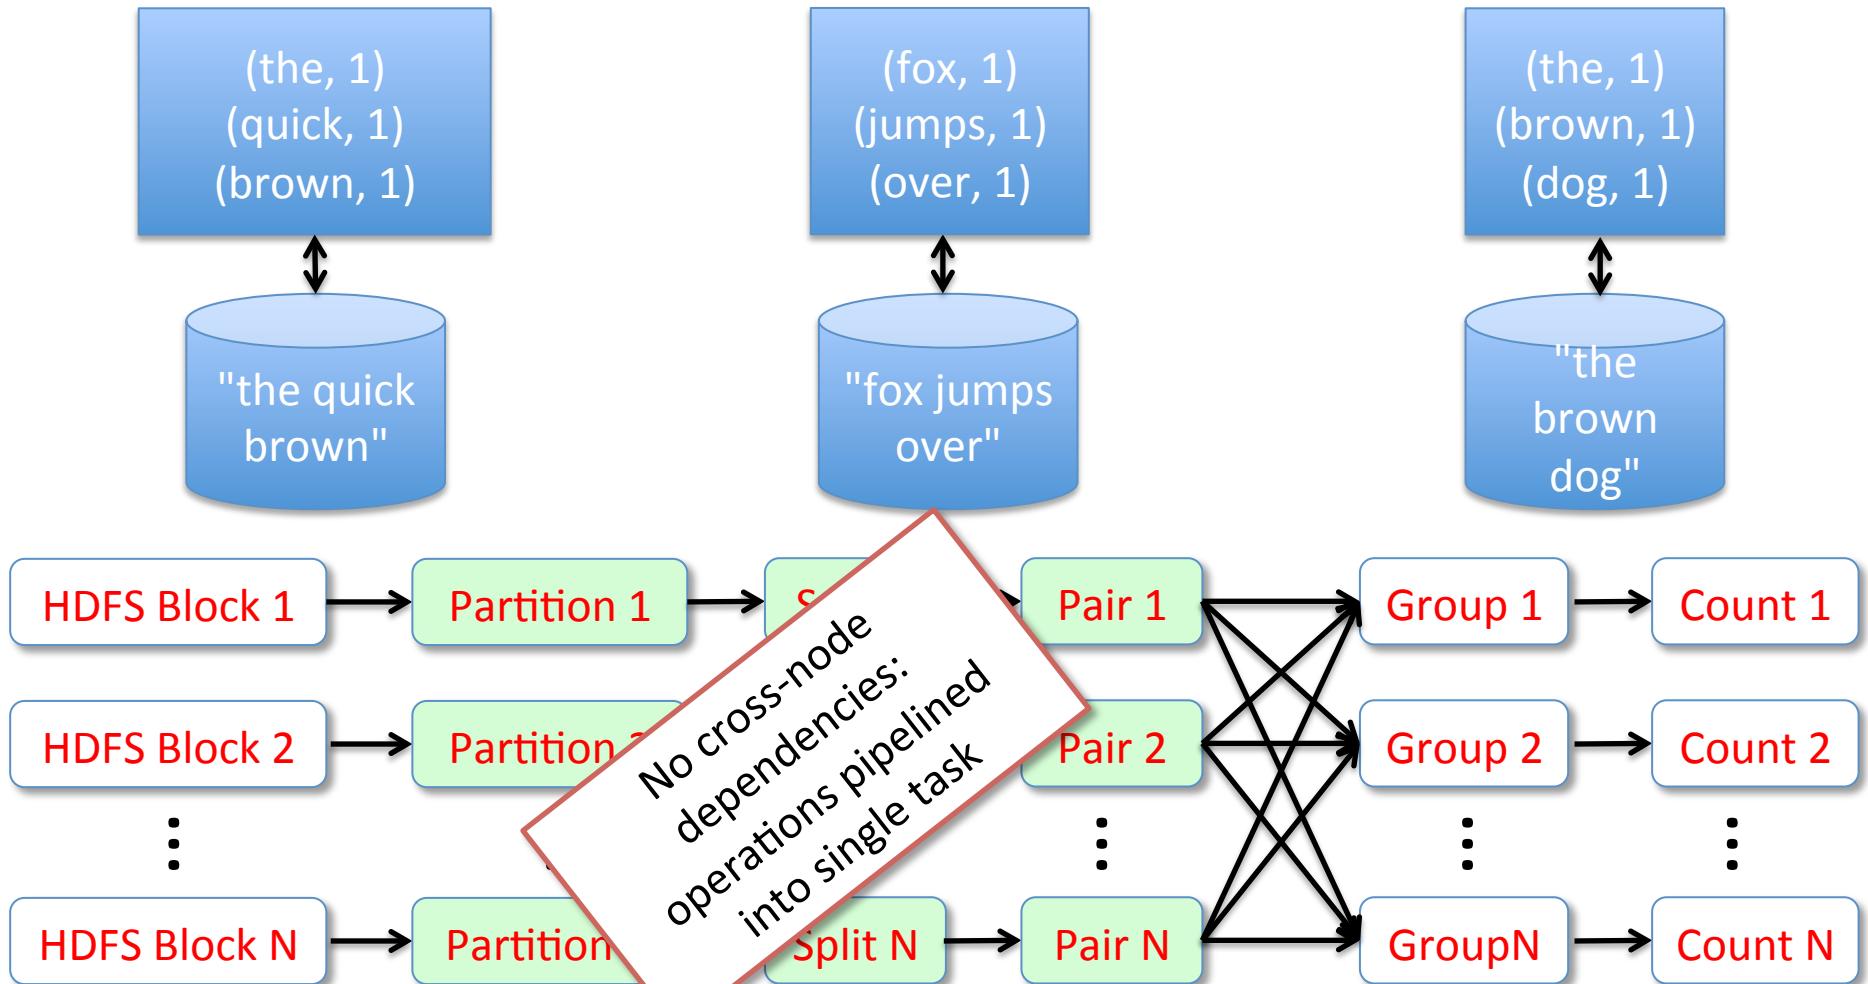 (the, 1)
(quick, 1)
(brown, 1)
(fox, 1)
(jumps, 1)
(over, 1)
(the, 1)
(brown, 1)
(dog, 1)
"the quick
brown"
"fox jumps
over"
"the
brown
dog"
HDFS Block 1
Partition 1
Pair 1
Group 1
Count 1
HDFS Block 2
Partition
Pair 2
Group 2
Count 2
No cross-node
dependencies:
operations pipelined
into single task
HDFS Block N
Partition
Split N
Pair N
GroupN
Count N